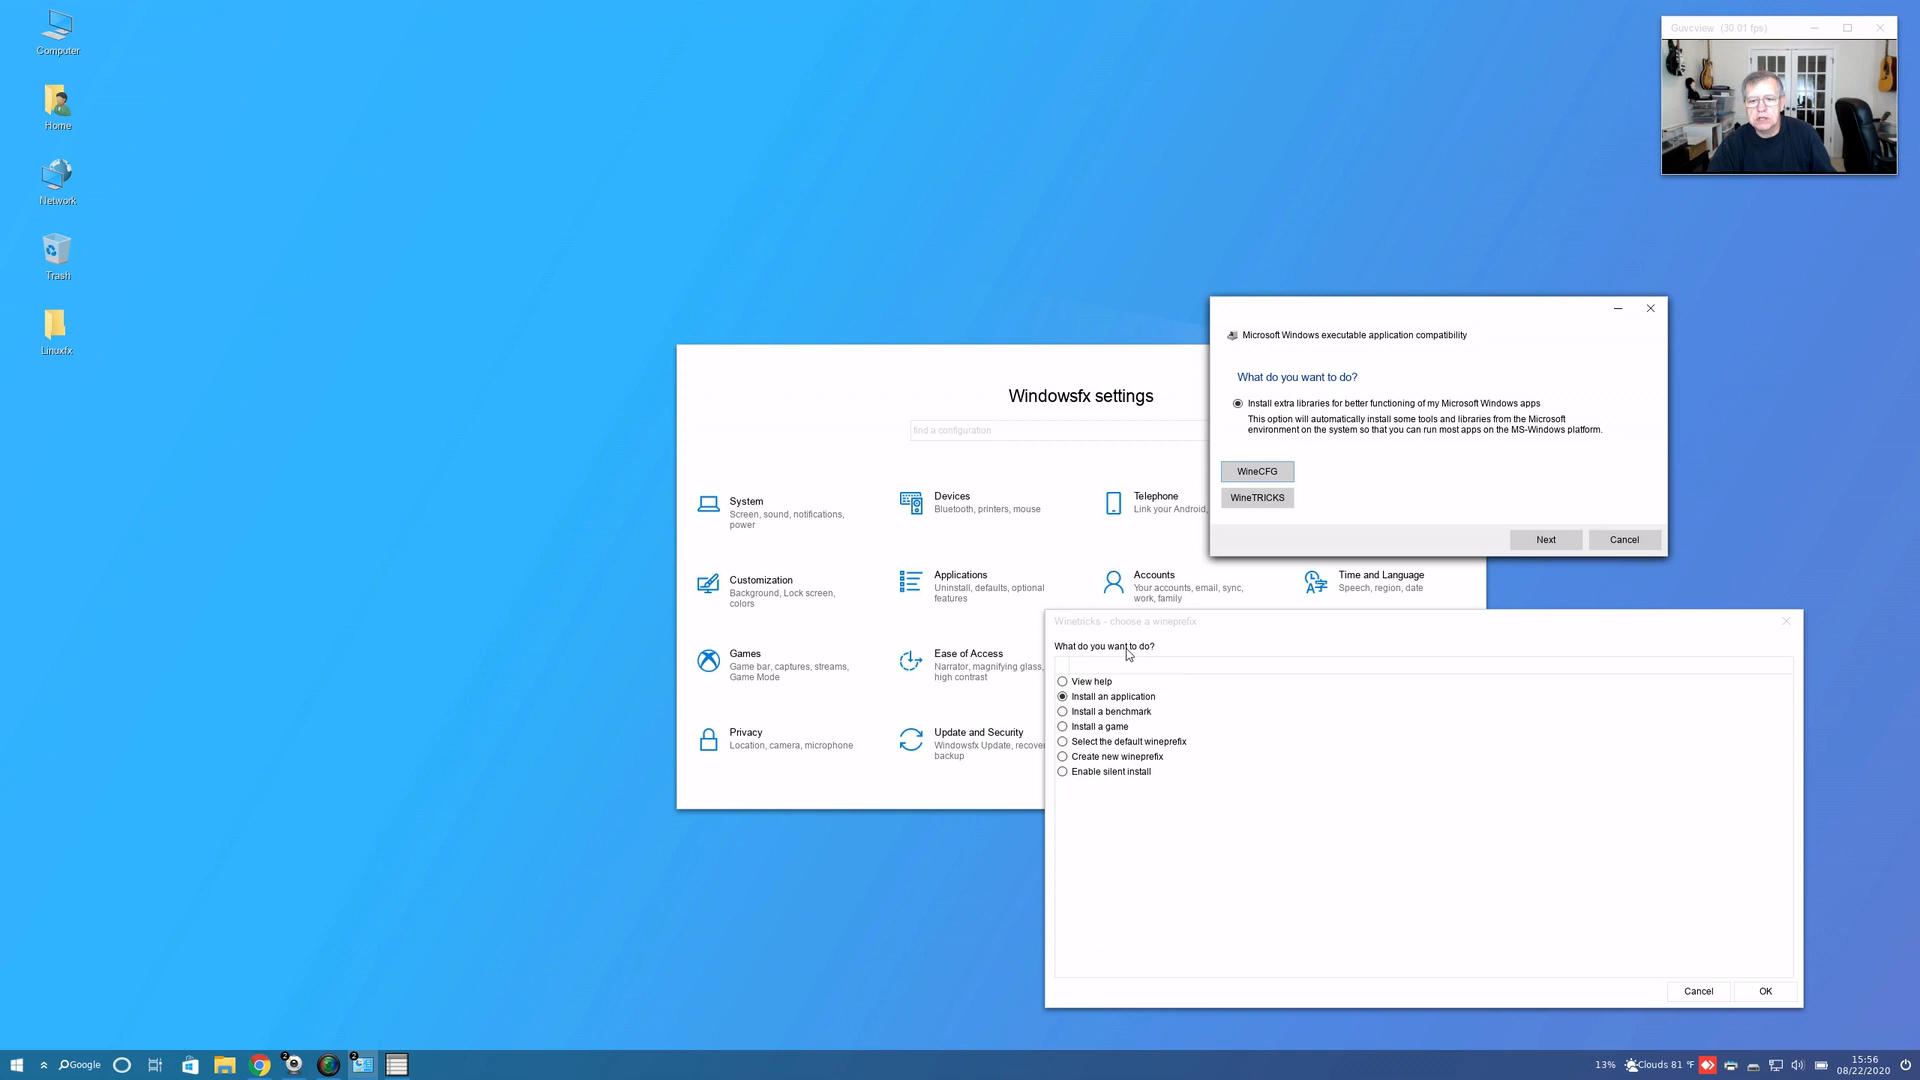 Computer
Home
Network
Trash
Linuxfx
Guvcview (30.01 fps)
Microsoft Windows executable application compatibility
What do you want to do?
Install extra libraries for better functioning of my Microsoft Windows apps
This option will automatically install some tools and libraries from the Microsoft
environment on the system so that you can run most apps on the MS-Windows platform.
WineCFG
WineTRICKS
Next
Cancel
Windowsfx settings
find a configuration
System
Screen, sound, notifications,
power
Devices
Bluetooth, printers, mouse
Telephone
Link your Android,
Customization
Background, Lock screen,
colors
Applications
Uninstall, defaults, optional
features
Accounts
Your accounts, email, sync,
work, family
Time and Language
Speech, region, date
Games
Game bar, captures, streams,
Game Mode
Ease of Access
Narrator, magnifying glass,
high contrast
Privacy
Location, camera, microphone
Update and Security
Windowsfx Update, recove
backup
Winetricks - choose a wineprefix
What do you want to do?
View help
Install an application
Install a benchmark
Install a game
Select the default wineprefix
Create new wineprefix
Enable silent install
Cancel
OK
Google
2
2
13%
Clouds 81 °F
15:56
08/22/2020